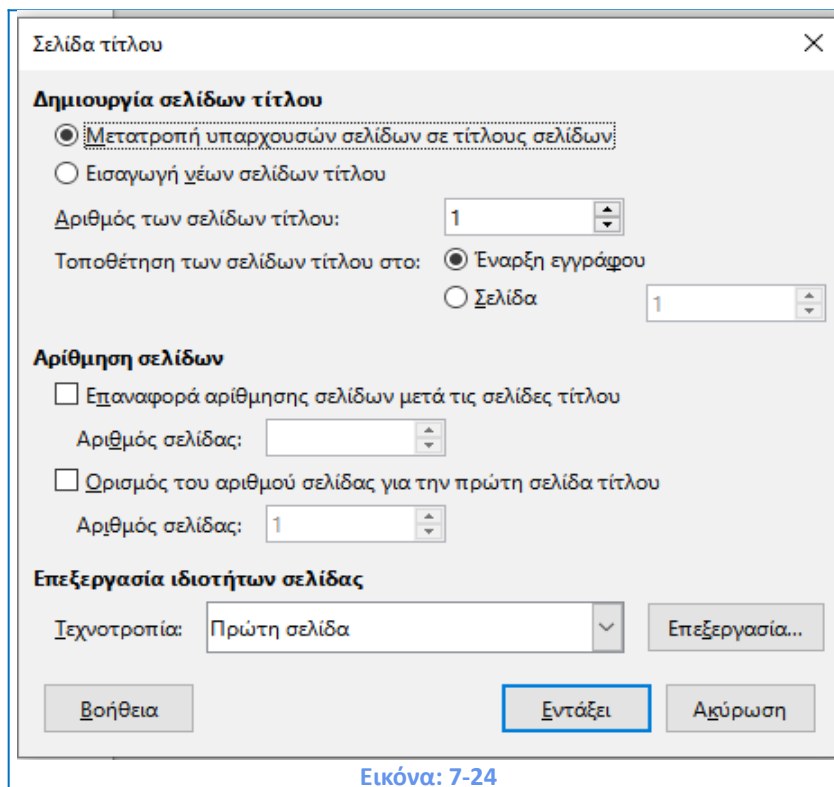 Σελίδα τίτλου
Δημιουργία σελίδων τίτλου
Μετατροπή υπαρχουσών σελίδων σε τίτλους σελίδων
Εισαγωγή νέων σελίδων τίτλου
Αριθμός των σελίδων τίτλου: 1
Τοποθέτηση των σελίδων τίτλου στο: Έναρξη εγγράφου
Σελίδα 1
Αρίθμηση σελίδων
Επαναφορά αρίθμησης σελίδων μετά τις σελίδες τίτλου
Αριθμός σελίδας:
Ορισμός του αριθμού σελίδας για την πρώτη σελίδα τίτλου
Αριθμός σελίδας: 1
Επεξεργασία ιδιοτήτων σελίδας
Τεχνοτροπία: Πρώτη σελίδα Επεξεργασία...
Βοήθεια Εντάξει Ακύρωση
Εικόνα: 7-24